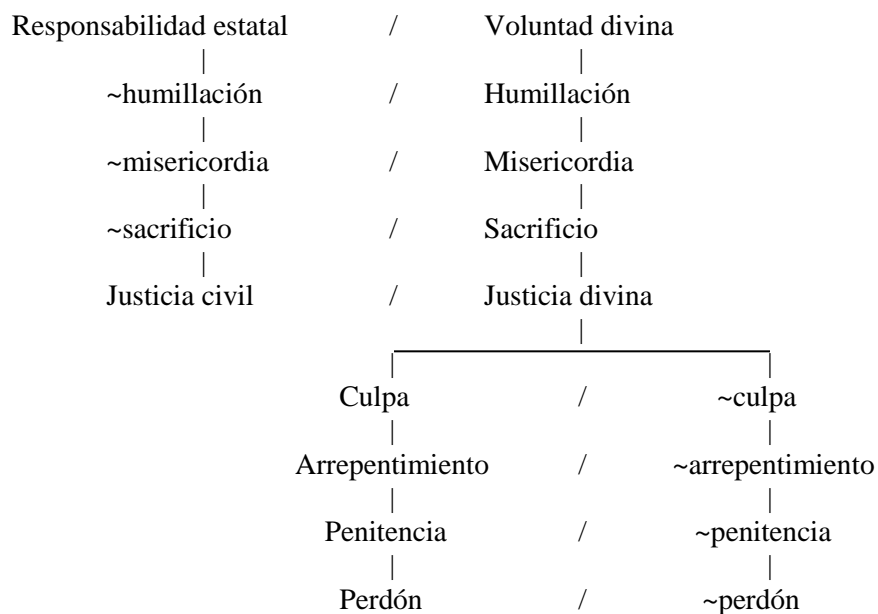 Responsabilidad estatal / Voluntad divina
~humillación / Humillación
~misericordia / Misericordia
~sacrificio / Sacrificio
Justicia civil / Justicia divina
Culpa / ~culpa
Arrepentimiento / ~arrepentimiento
Penitencia / ~penitencia
Perdón / ~perdón